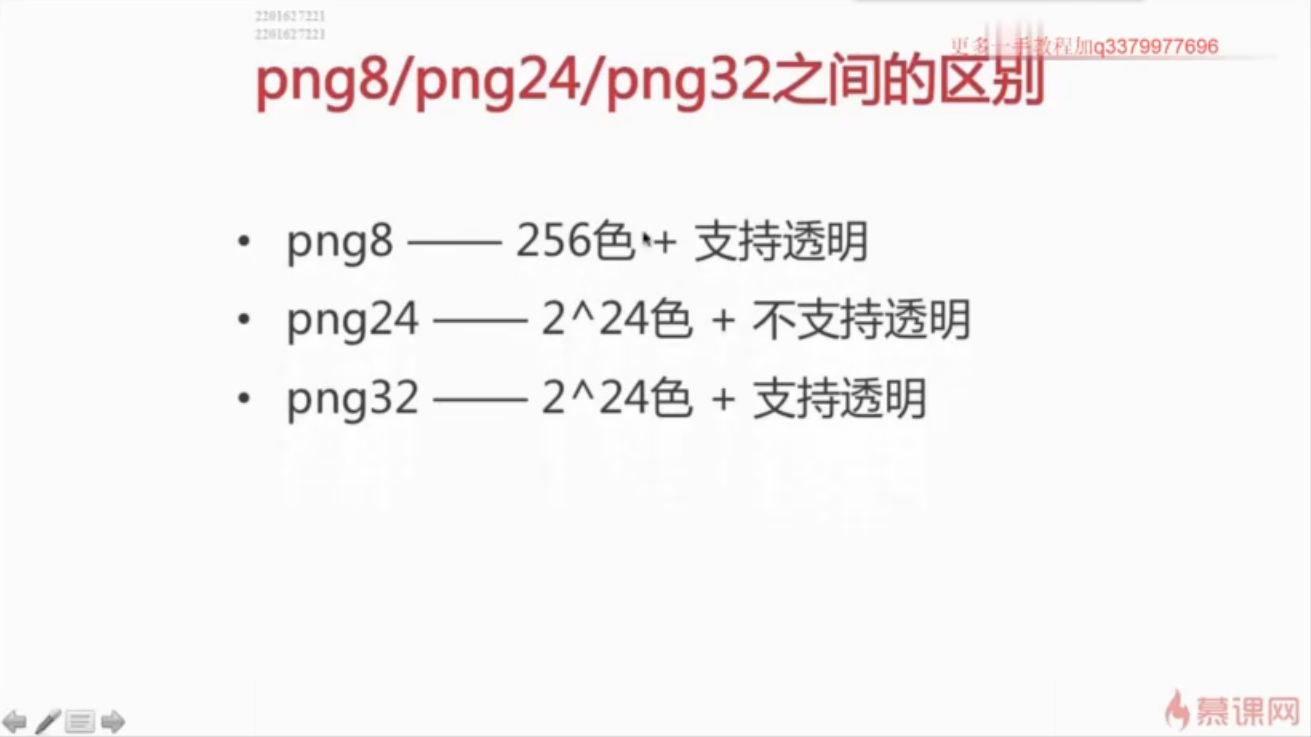 2201627221
2201627221
更多一手教程加q3379977696
png8/png24/png32之间的区别
• png8 —— 256色 + 支持透明
• png24 —— 2^24色 + 不支持透明
• png32 —— 2^24色 + 支持透明
慕课网